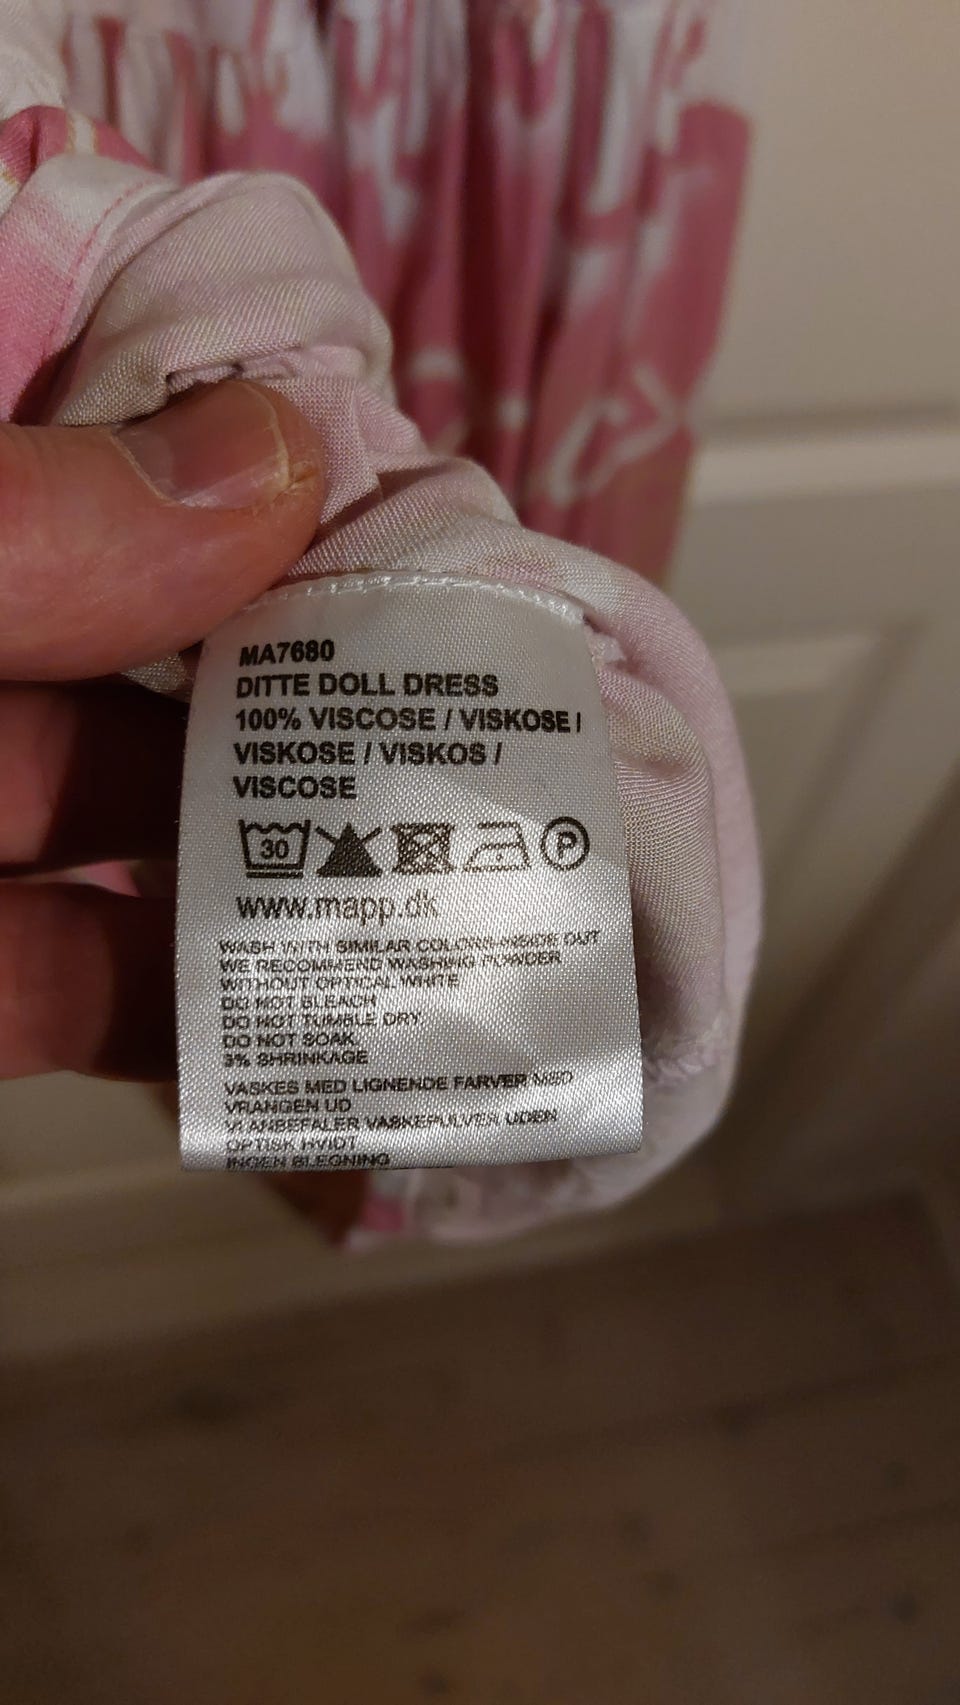 MA7680
DITTE DOLL DRESS
100% VISCOSE / VISKOSE /
VISKOSE / VISKOS /
VISCOSE
30 P
www.mapp.dk
WASH WITH SIMILAR COLORS INSIDE OUT
WE RECOMMEND WASHING POWDER
WITHOUT OPTICAL WHITE
DO NOT BLEACH
DO NOT TUMBLE DRY
DO NOT SOAK
3% SHRINKAGE
VASKES MED LIGNENDE FARVER MED
VRANGEN UD
VI ANBEFALER VASKEPULVER UDEN
OPTISK HVIDT
INGEN BLEGNING